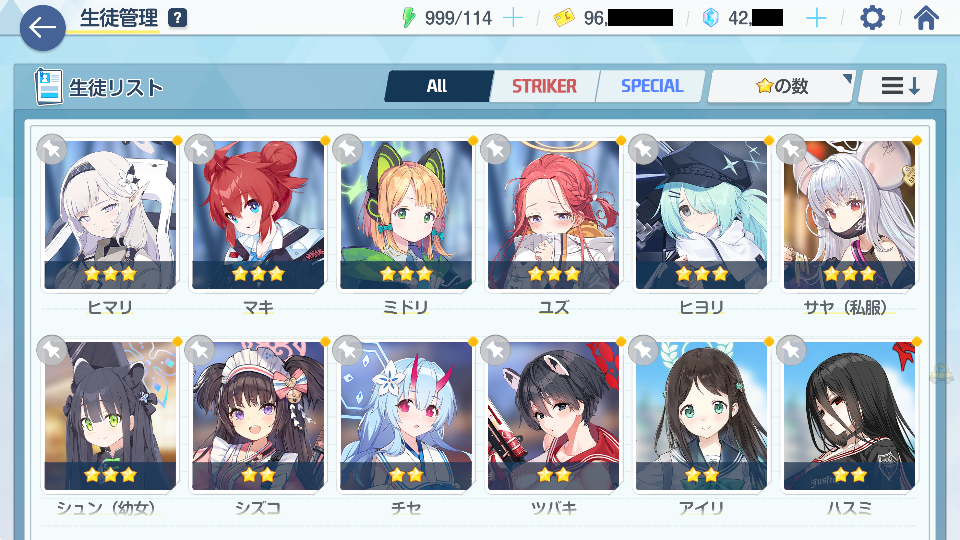 生徒管理 ?
999/114
96,
42,
生徒リスト
All
STRIKER
SPECIAL
の数
ヒマリ
マキ
ミドリ
ユズ
ヒヨリ
サヤ（私服）
シュン（幼女）
シズコ
チセ
ツバキ
アイリ
ハスミ